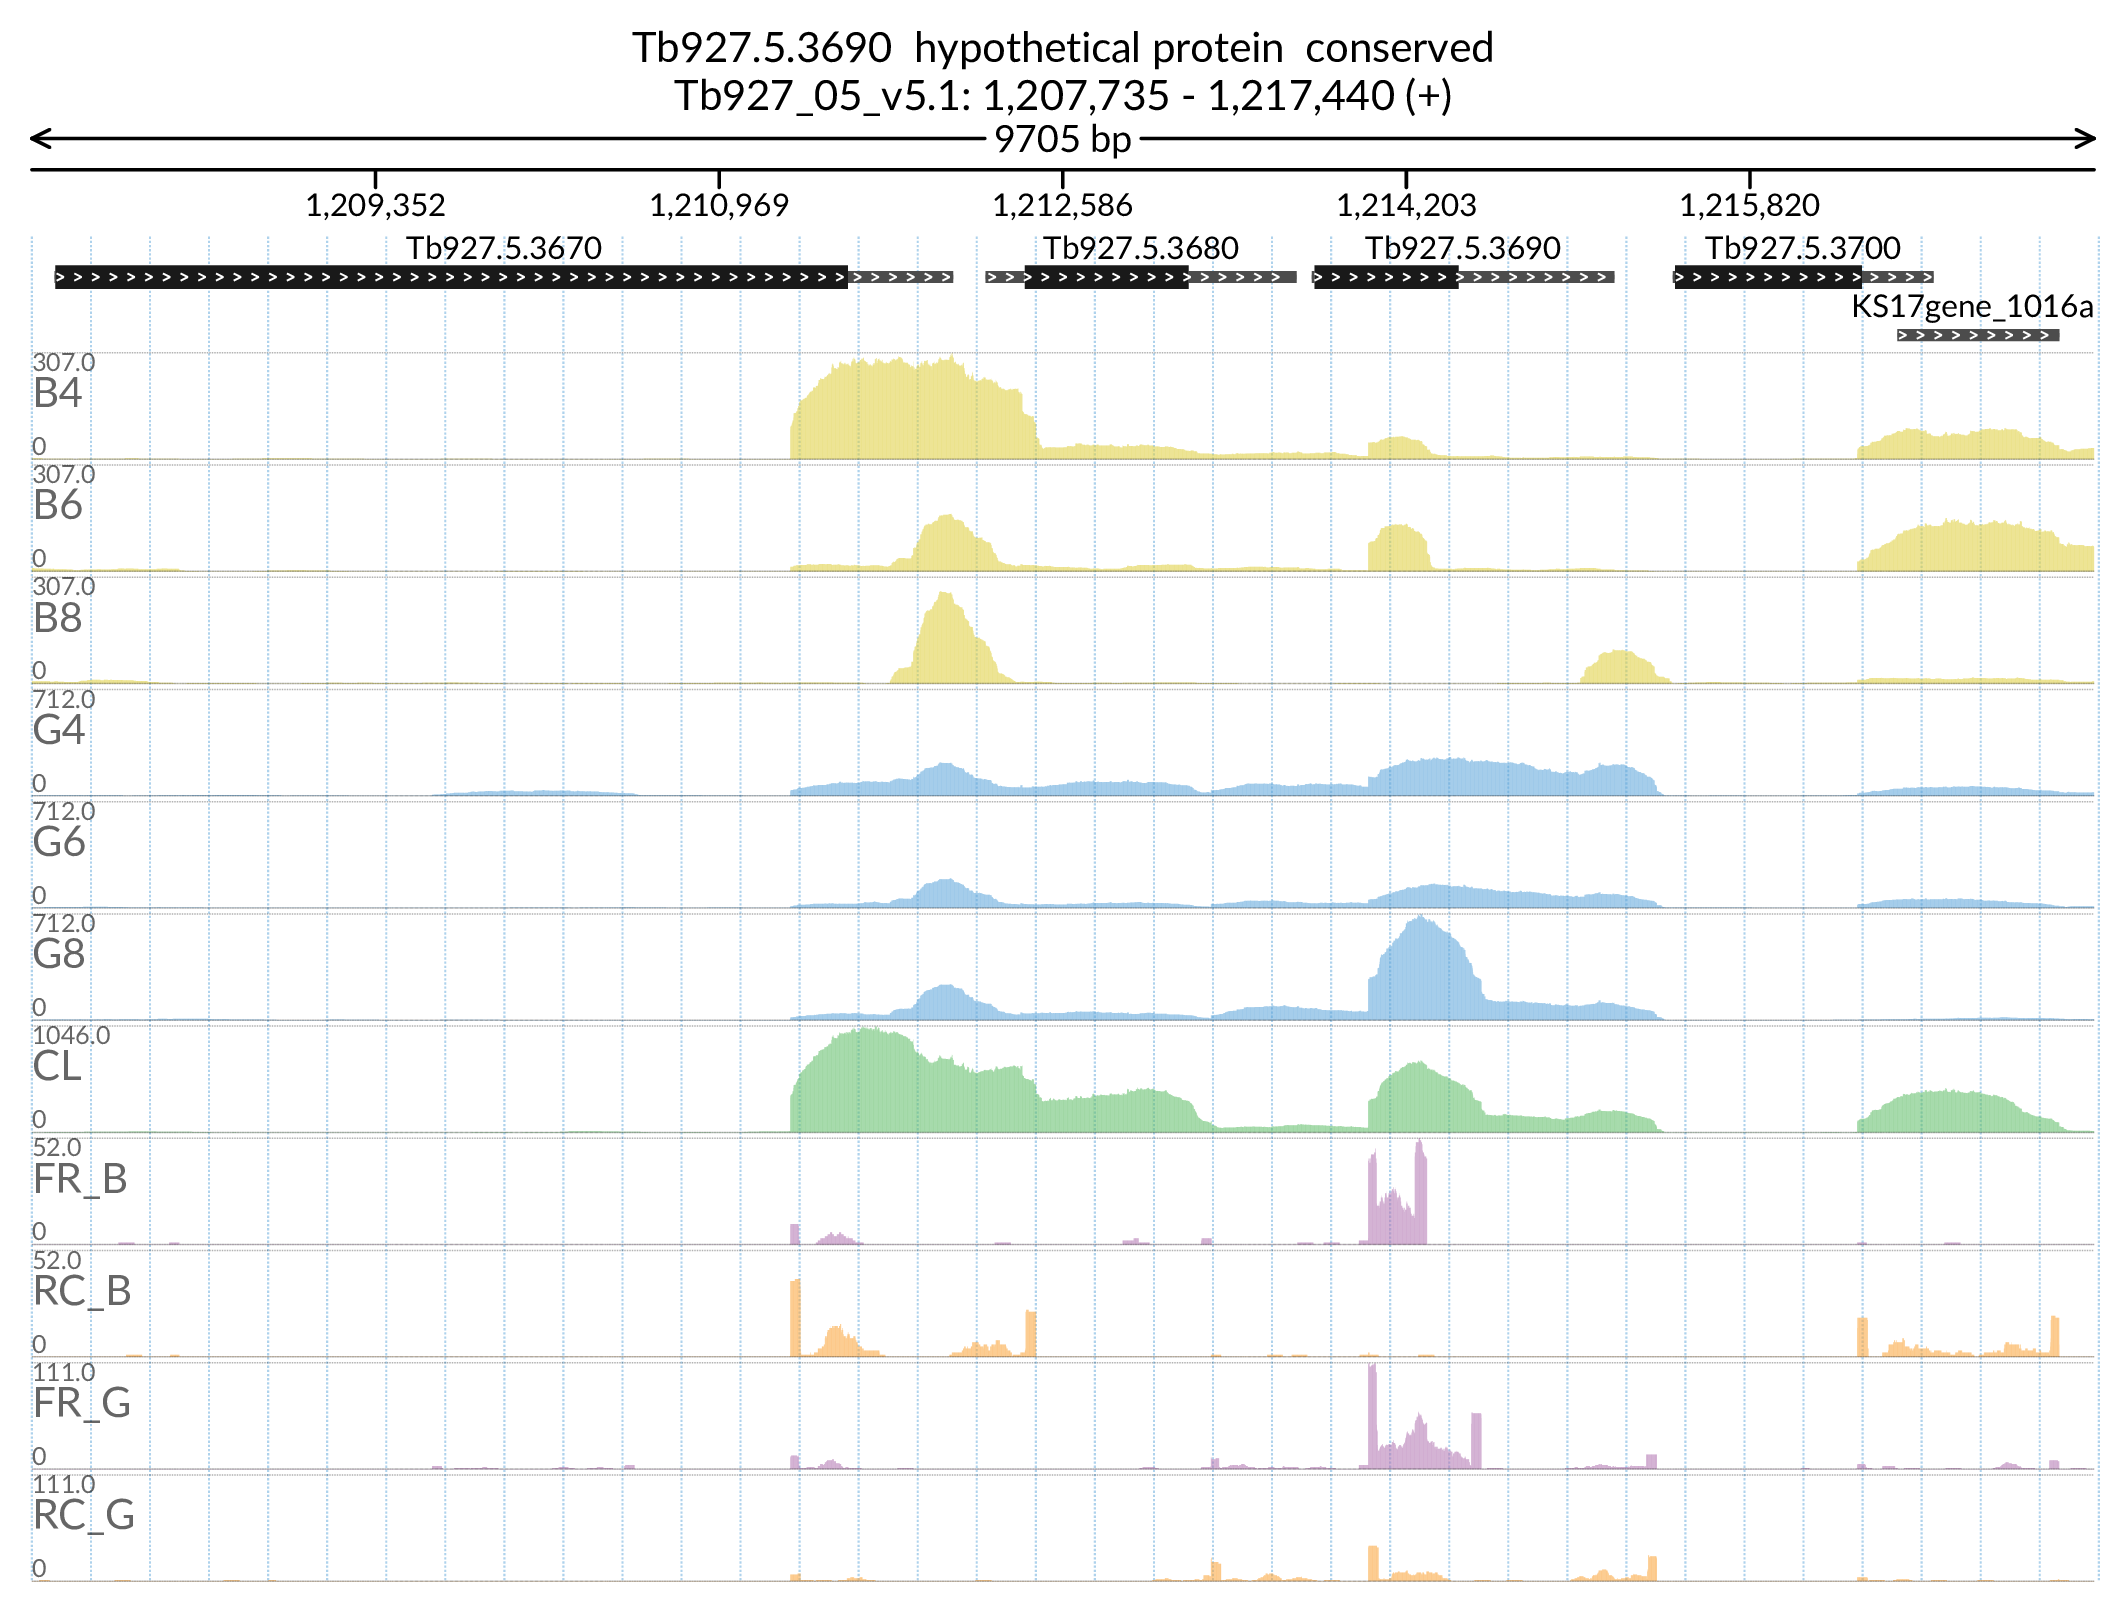 Tb927.5.3690  hypothetical protein  conserved
Tb927_05_v5.1: 1,207,735 - 1,217,440 (+)
9705 bp
1,209,352 1,210,969 1,212,586 1,214,203 1,215,820
Tb927.5.3670 Tb927.5.3680 Tb927.5.3690 Tb927.5.3700
KS17gene_1016a
307.0
B4
0
307.0
B6
0
307.0
B8
0
712.0
G4
0
712.0
G6
0
712.0
G8
0
1046.0
CL
0
52.0
FR_B
0
52.0
RC_B
0
111.0
FR_G
0
111.0
RC_G
0